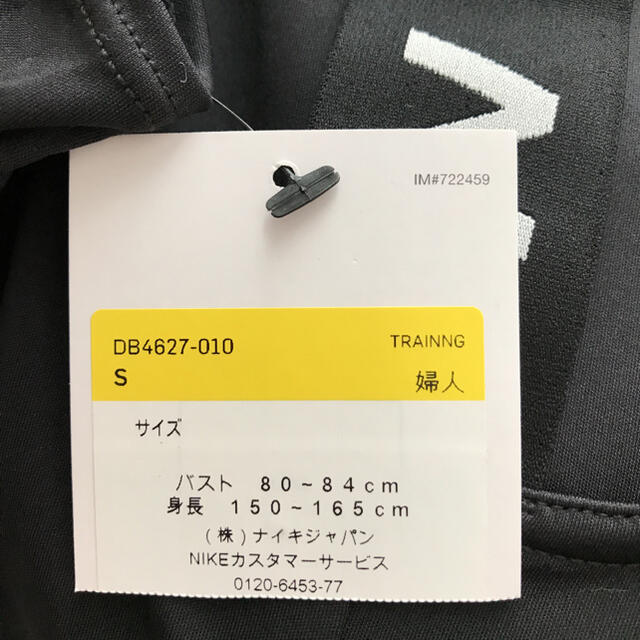 IM#722459
DB4627-010 TRAINNG
S 婦人
サイズ
バスト 80~84cm
身長 150~165cm
(株)ナイキジャパン
NIKEカスタマーサービス
0120-6453-77